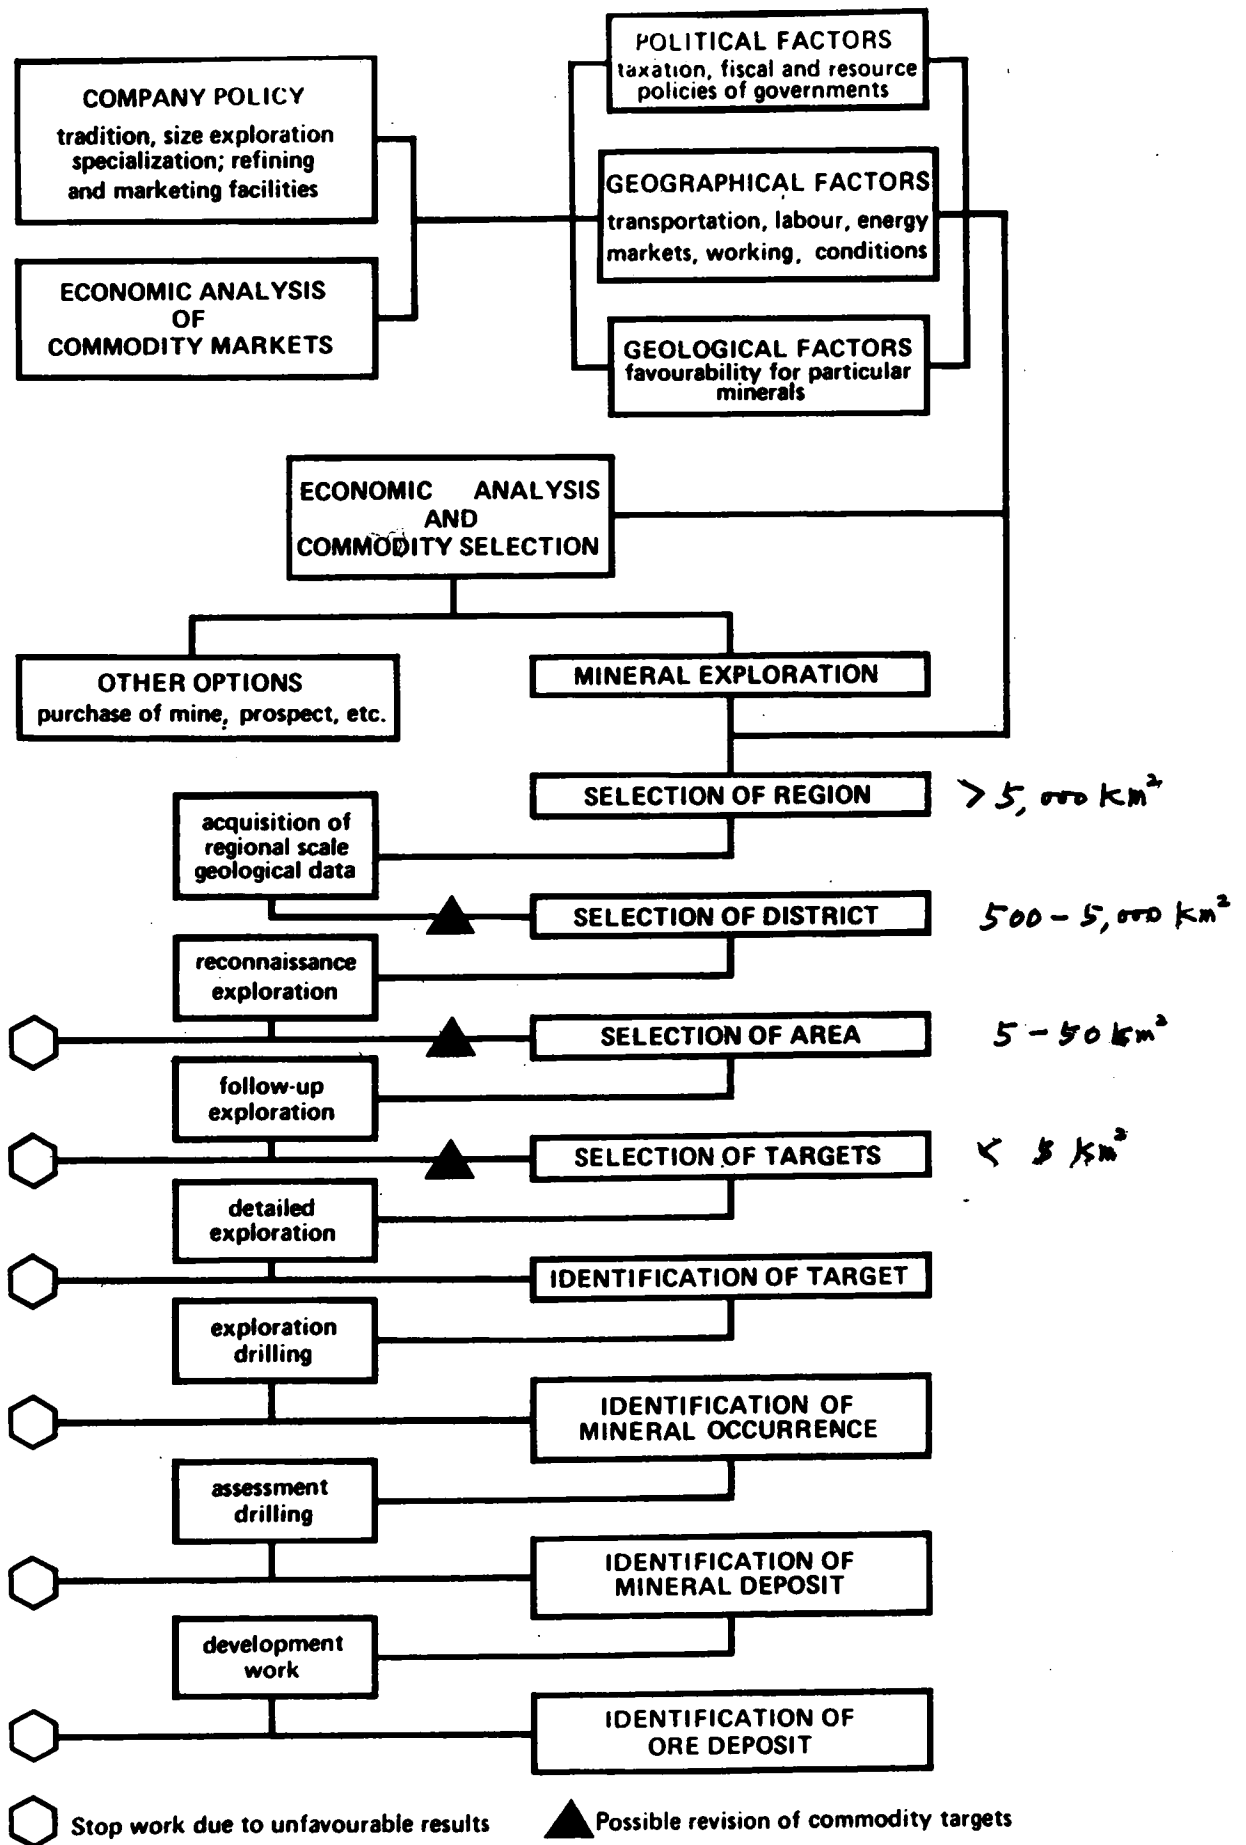 COMPANY POLICY
tradition, size exploration
specialization; refining
and marketing facilities
ECONOMIC ANALYSIS
OF
COMMODITY MARKETS
POLITICAL FACTORS
taxation, fiscal and resource
policies of governments
GEOGRAPHICAL FACTORS
transportation, labour, energy
markets, working, conditions
GEOLOGICAL FACTORS
favourability for particular
minerals
ECONOMIC ANALYSIS
AND
COMMODITY SELECTION
OTHER OPTIONS
purchase of mine, prospect, etc.
MINERAL EXPLORATION
SELECTION OF REGION
> 5,000 Km²
acquisition of
regional scale
geological data
SELECTION OF DISTRICT
500 - 5,000 Km²
reconnaissance
exploration
SELECTION OF AREA
5 - 50 Km²
follow-up
exploration
SELECTION OF TARGETS
< 5 Km²
detailed
exploration
IDENTIFICATION OF TARGET
exploration
drilling
IDENTIFICATION OF
MINERAL OCCURRENCE
assessment
drilling
IDENTIFICATION OF
MINERAL DEPOSIT
development
work
IDENTIFICATION OF
ORE DEPOSIT
Stop work due to unfavourable results
Possible revision of commodity targets